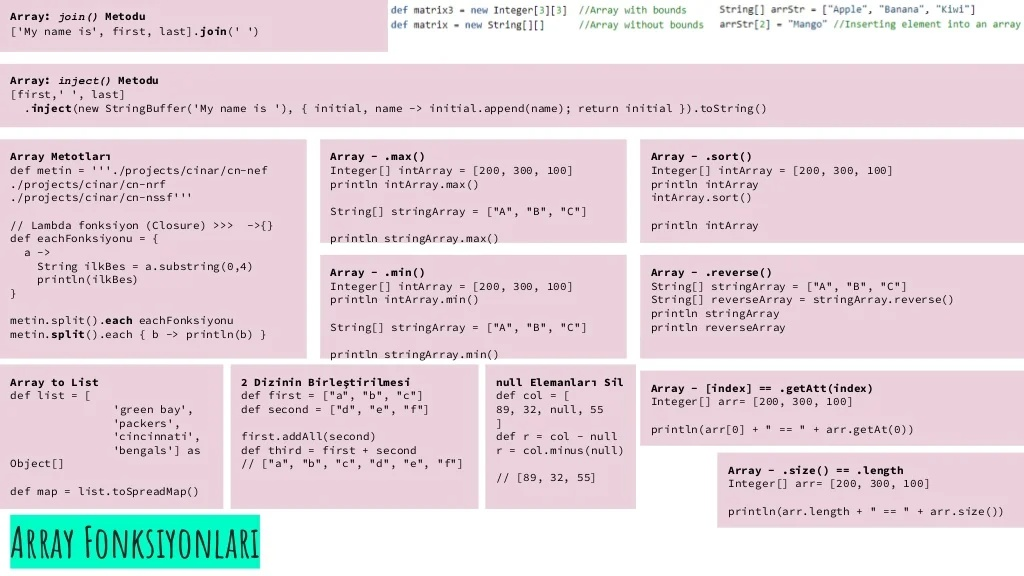 Array: join() Metodu
['My name is', first, last].join(' ')
def matrix3 = new Integer[3][3]  //Array with bounds
def matrix = new String[][]      //Array without bounds
String[] arrStr = ["Apple", "Banana", "Kiwi"]
arrStr[2] = "Mango" //Inserting element into an array
Array: inject() Metodu
[first,' ', last]
  .inject(new StringBuffer('My name is '), { initial, name -> initial.append(name); return initial }).toString()
Array Metotları
def metin = '''./projects/cinar/cn-nef
./projects/cinar/cn-nrf
./projects/cinar/cn-nssf'''
// Lambda fonksiyon (Closure) >>>  ->{}
def eachFonksiyonu = {
  a ->
    String ilkBes = a.substring(0,4)
    println(ilkBes)
}
metin.split().each eachFonksiyonu
metin.split().each { b -> println(b) }
Array - .max()
Integer[] intArray = [200, 300, 100]
println intArray.max()
String[] stringArray = ["A", "B", "C"]
println stringArray.max()
Array - .sort()
Integer[] intArray = [200, 300, 100]
println intArray
intArray.sort()
println intArray
Array - .min()
Integer[] intArray = [200, 300, 100]
println intArray.min()
String[] stringArray = ["A", "B", "C"]
println stringArray.min()
Array - .reverse()
String[] stringArray = ["A", "B", "C"]
String[] reverseArray = stringArray.reverse()
println stringArray
println reverseArray
Array to List
def list = [
'green bay',
'packers',
'cincinnati',
'bengals'] as
Object[]
def map = list.toSpreadMap()
2 Dizinin Birleştirilmesi
def first = ["a", "b", "c"]
def second = ["d", "e", "f"]
first.addAll(second)
def third = first + second
// ["a", "b", "c", "d", "e", "f"]
null Elemanları Sil
def col = [
89, 32, null, 55
]
def r = col - null
r = col.minus(null)
// [89, 32, 55]
Array - [index] == .getAtt(index)
Integer[] arr= [200, 300, 100]
println(arr[0] + " == " + arr.getAt(0))
Array - .size() == .length
Integer[] arr= [200, 300, 100]
println(arr.length + " == " + arr.size())
Array Fonksiyonları